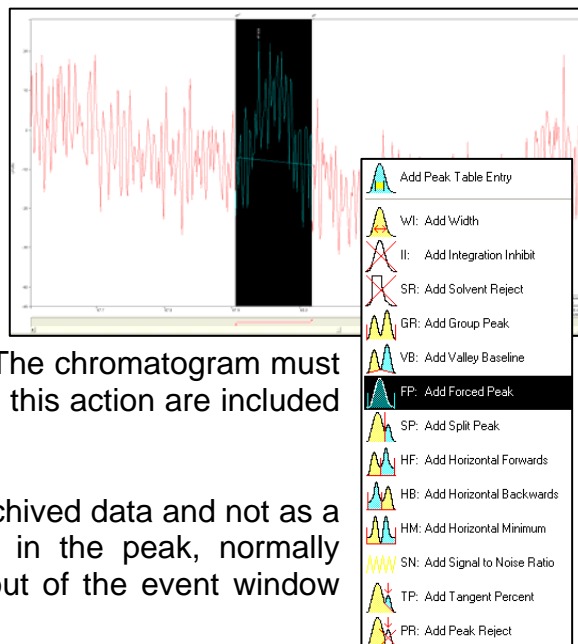 The chromatogram must
this action are included
chived data and not as a
in the peak, normally
out of the event window
Add Peak Table Entry
WI: Add Width
II: Add Integration Inhibit
SR: Add Solvent Reject
GR: Add Group Peak
VB: Add Valley Baseline
FP: Add Forced Peak
SP: Add Split Peak
HF: Add Horizontal Forwards
HB: Add Horizontal Backwards
HM: Add Horizontal Minimum
SN: Add Signal to Noise Ratio
TP: Add Tangent Percent
PR: Add Peak Reject